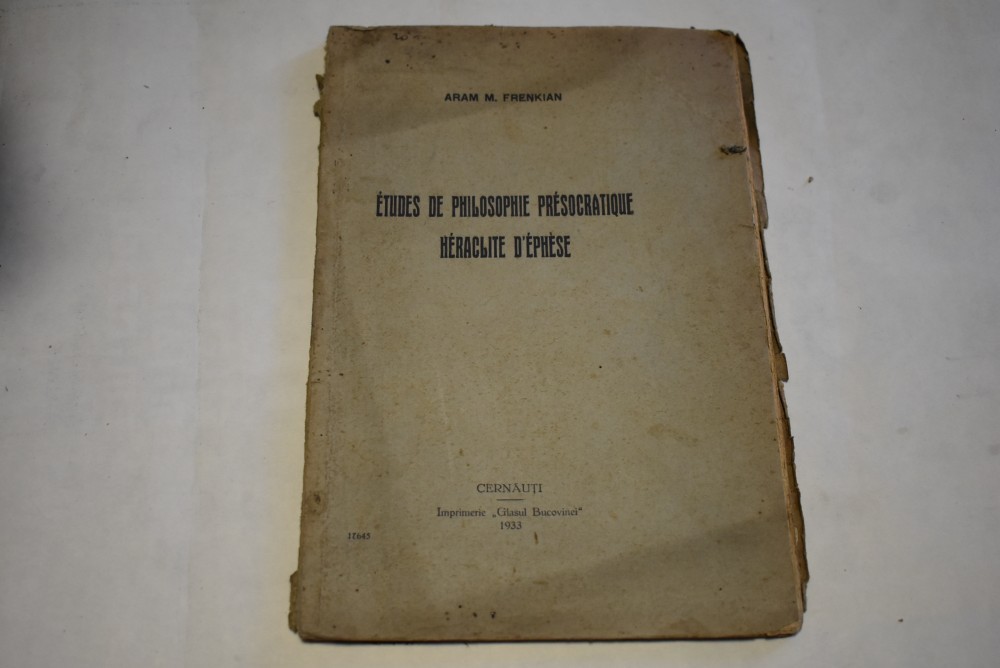 ARAM M. FRENKIAN
ÉTUDES DE PHILOSOPHIE PRÉSOCRATIQUE
HÉRACLITE D'ÉPHÈSE
CERNĂUȚI
Imprimerie „Glasul Bucovinei"
1933
11645